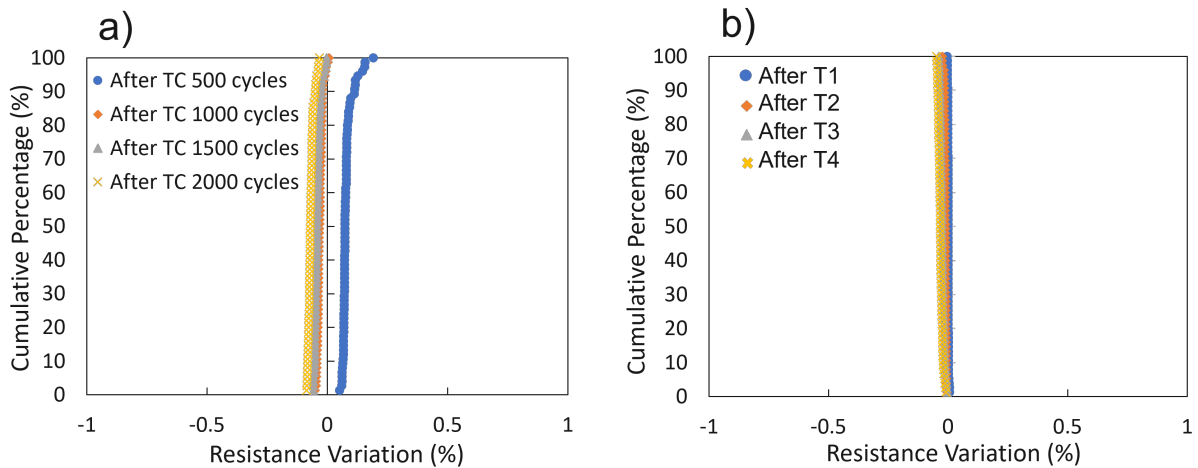 a)
100
90
80
70
60
50
40
30
20
10
0
Cumulative Percentage (%)
After TC 500 cycles
After TC 1000 cycles
After TC 1500 cycles
After TC 2000 cycles
-1 -0.5 0 0.5 1
Resistance Variation (%)
b)
100
90
80
70
60
50
40
30
20
10
0
Cumulative Percentage (%)
After T1
After T2
After T3
After T4
-1 -0.5 0 0.5 1
Resistance Variation (%)